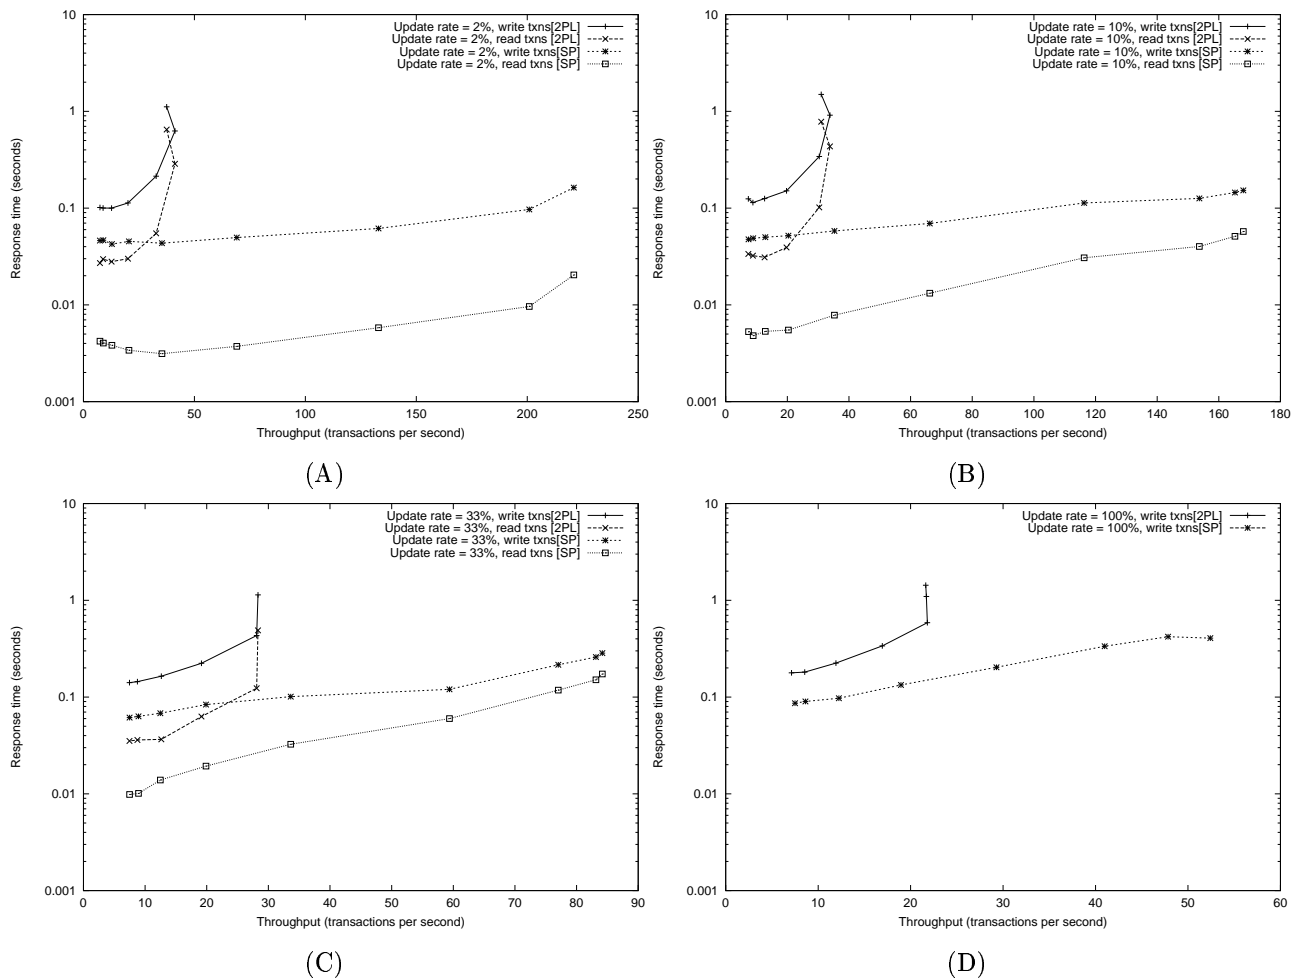 Update rate = 2%, write txns[2PL]
Update rate = 2%, read txns [2PL]
Update rate = 2%, write txns[SP]
Update rate = 2%, read txns [SP]
10
1
0.1
0.01
0.001
Response time (seconds)
0 50 100 150 200 250
Throughput (transactions per second)
(A)
Update rate = 10%, write txns[2PL]
Update rate = 10%, read txns [2PL]
Update rate = 10%, write txns[SP]
Update rate = 10%, read txns [SP]
10
1
0.1
0.01
0.001
Response time (seconds)
0 20 40 60 80 100 120 140 160 180
Throughput (transactions per second)
(B)
Update rate = 33%, write txns[2PL]
Update rate = 33%, read txns [2PL]
Update rate = 33%, write txns[SP]
Update rate = 33%, read txns [SP]
10
1
0.1
0.01
0.001
Response time (seconds)
0 10 20 30 40 50 60 70 80 90
Throughput (transactions per second)
(C)
Update rate = 100%, write txns[2PL]
Update rate = 100%, write txns[SP]
10
1
0.1
0.01
0.001
Response time (seconds)
0 10 20 30 40 50 60
Throughput (transactions per second)
(D)